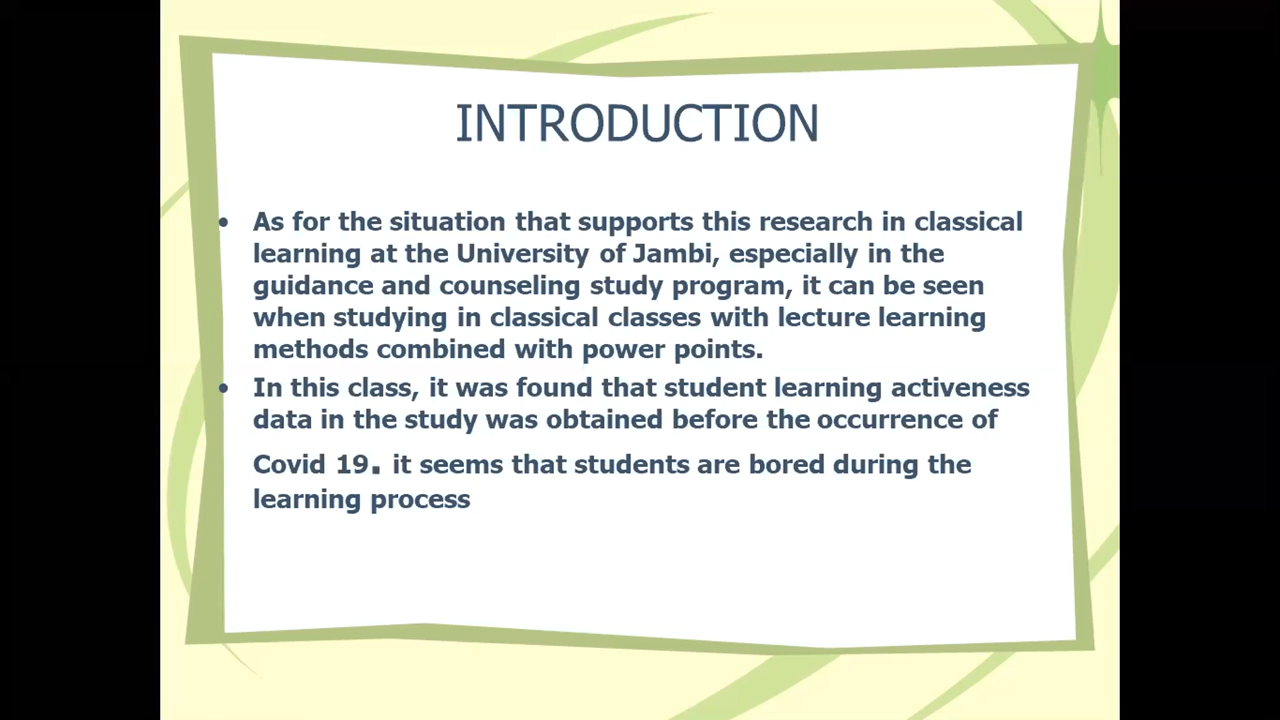 INTRODUCTION
• As for the situation that supports this research in classical
learning at the University of Jambi, especially in the
guidance and counseling study program, it can be seen
when studying in classical classes with lecture learning
methods combined with power points.
• In this class, it was found that student learning activeness
data in the study was obtained before the occurrence of
Covid 19. it seems that students are bored during the
learning process